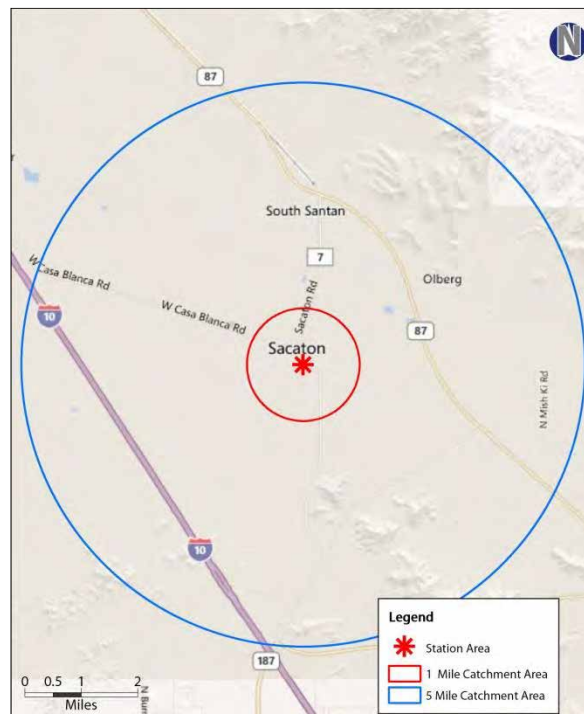 N
87
South Santan
7
Olberg
W Casa Blanca Rd
W Casa Blanca Rd
Sacaton Rd
10
87
Sacaton
N Mish Ki Rd
10
187
Legend
Station Area
1 Mile Catchment Area
5 Mile Catchment Area
0 0.5 1 2
Miles